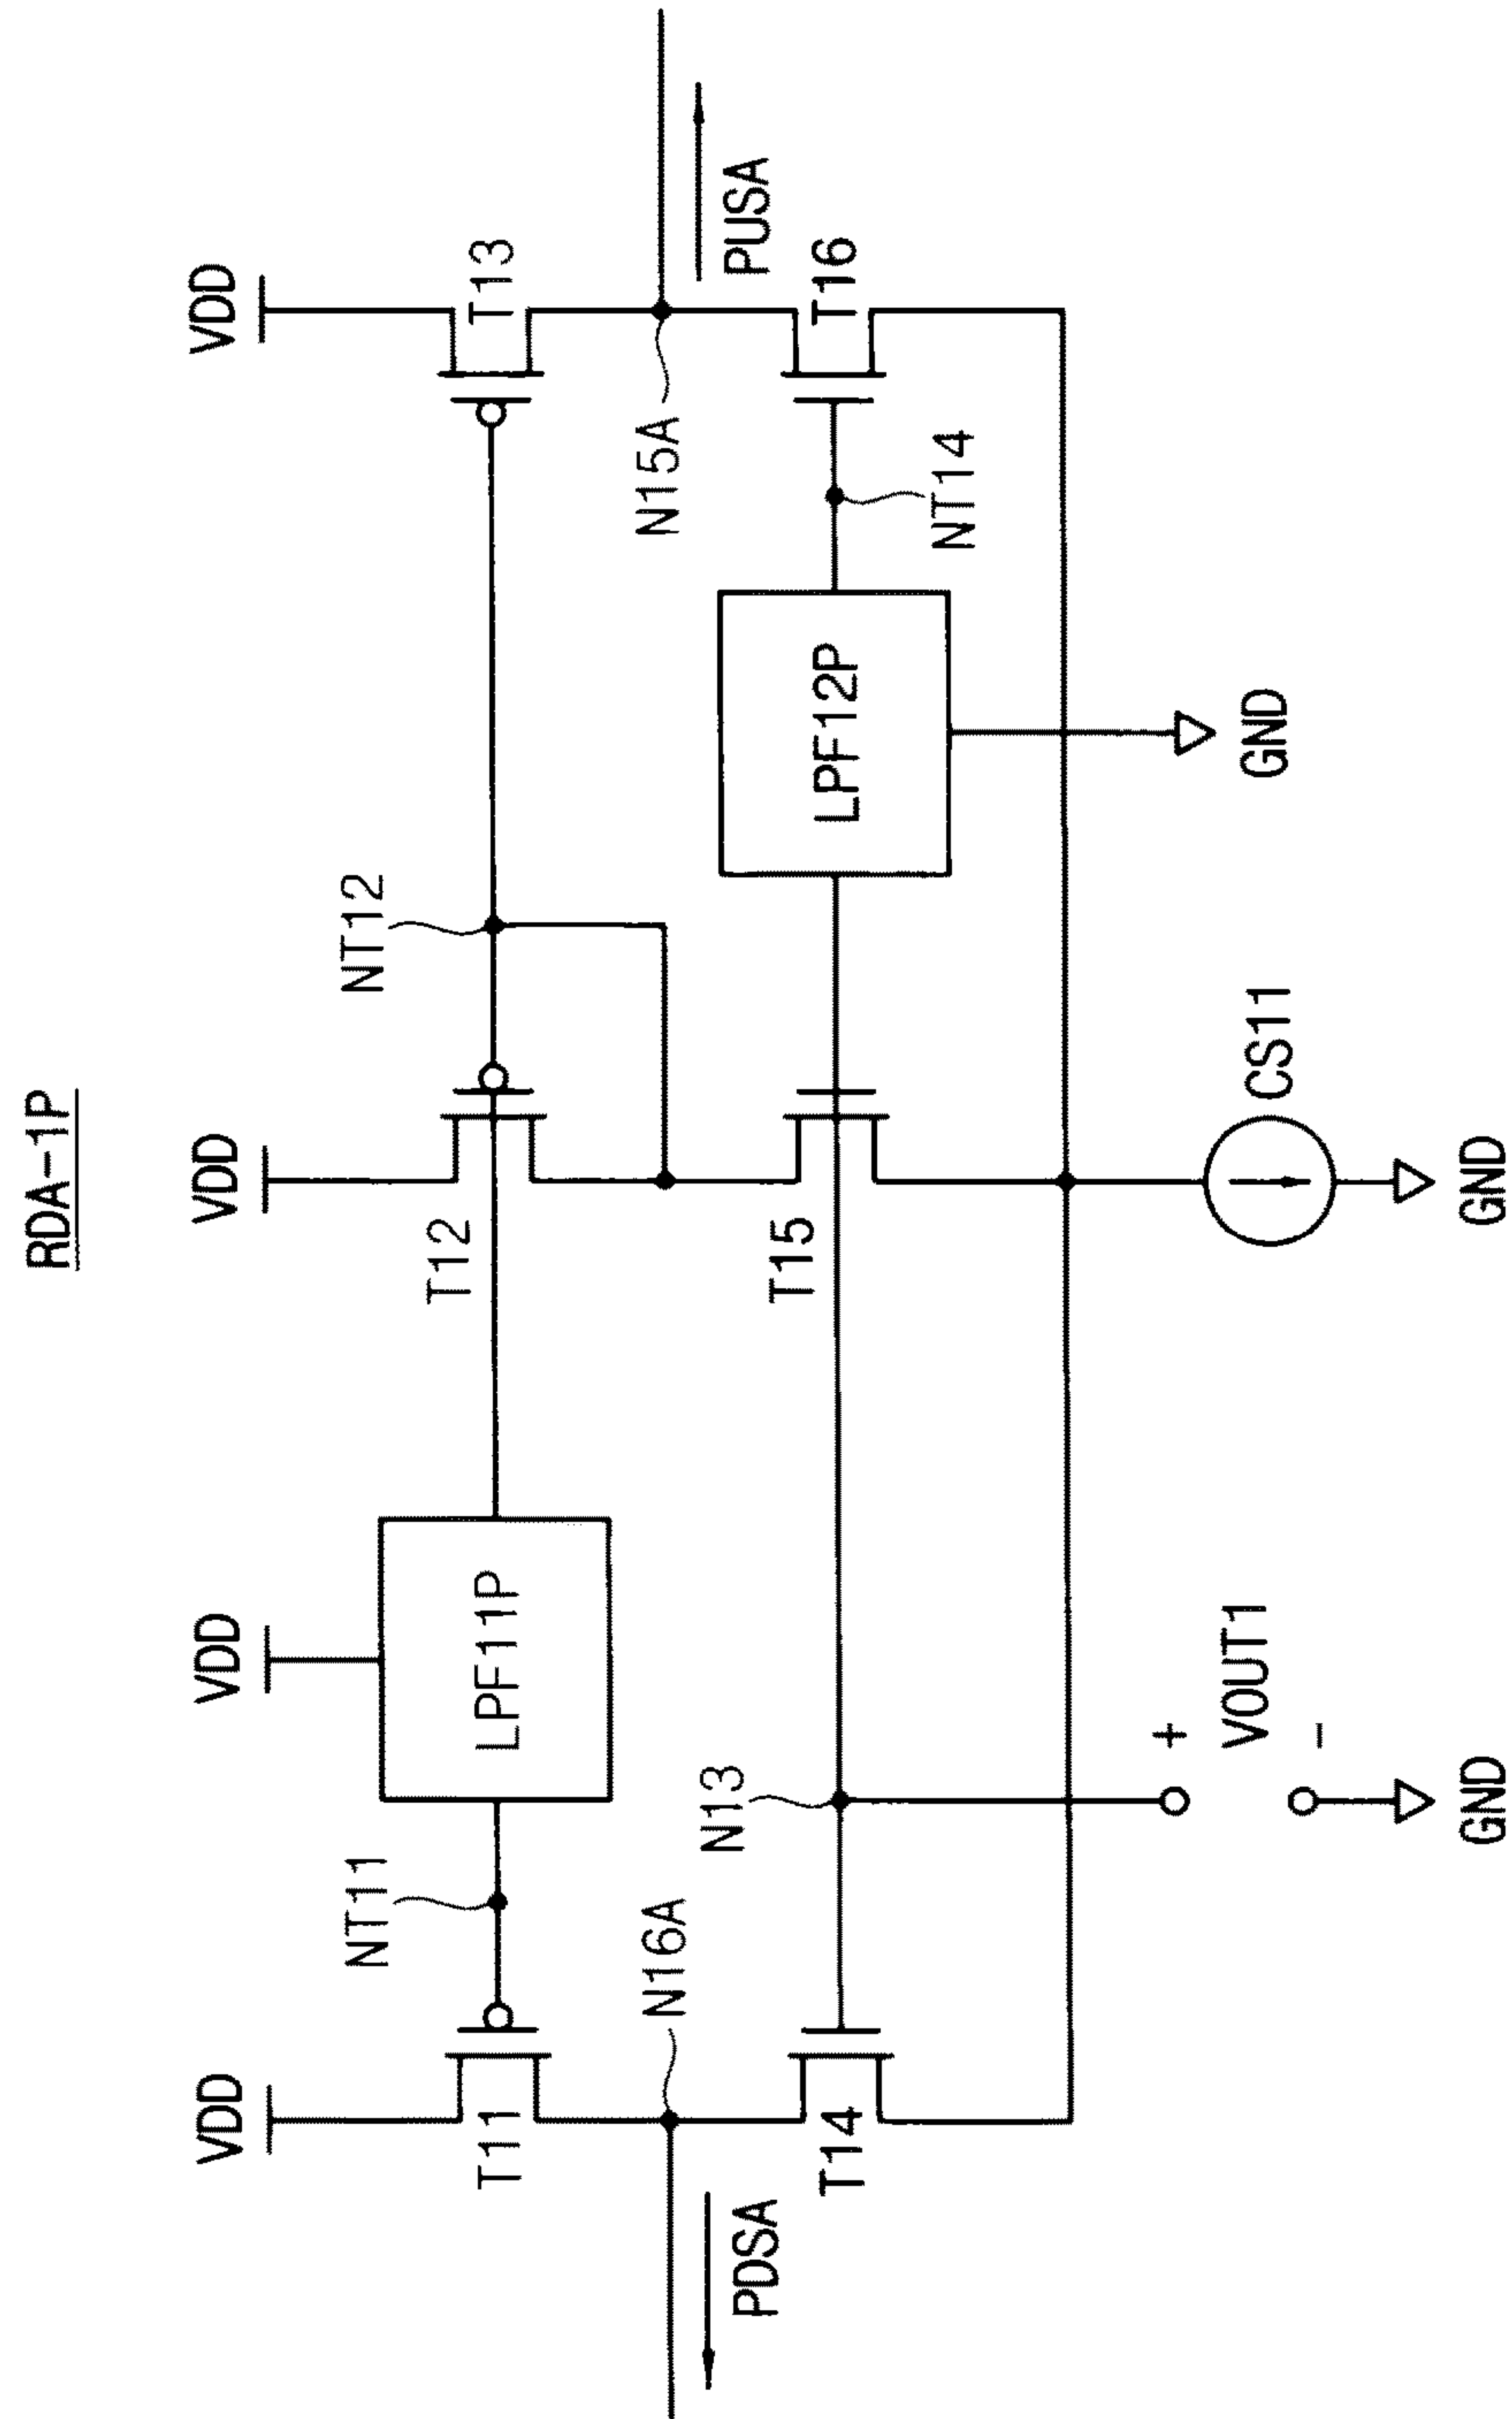 RDA-1P
VDD
VDD
VDD
VDD
T11
NT11
LPF11P
T12
NT12
T13
N16A
N13
N15A
PDSA
PUSA
T14
T15
LPF12P
NT14
T16
+
VOUT1
-
CS11
GND
GND
GND